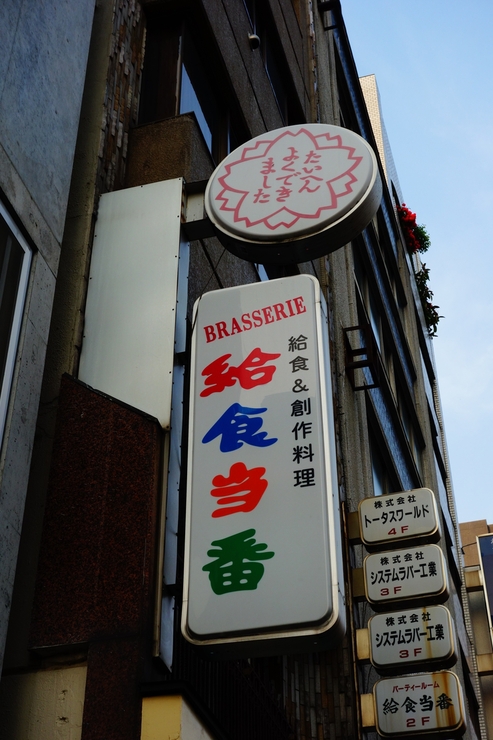 たいへん
よくでき
ました
BRASSERIE
給食当番
給食&創作料理
株式会社
トータスワールド
4F
株式会社
システムラバー工業
3F
株式会社
システムラバー工業
3F
パーティールーム
給食当番
2F